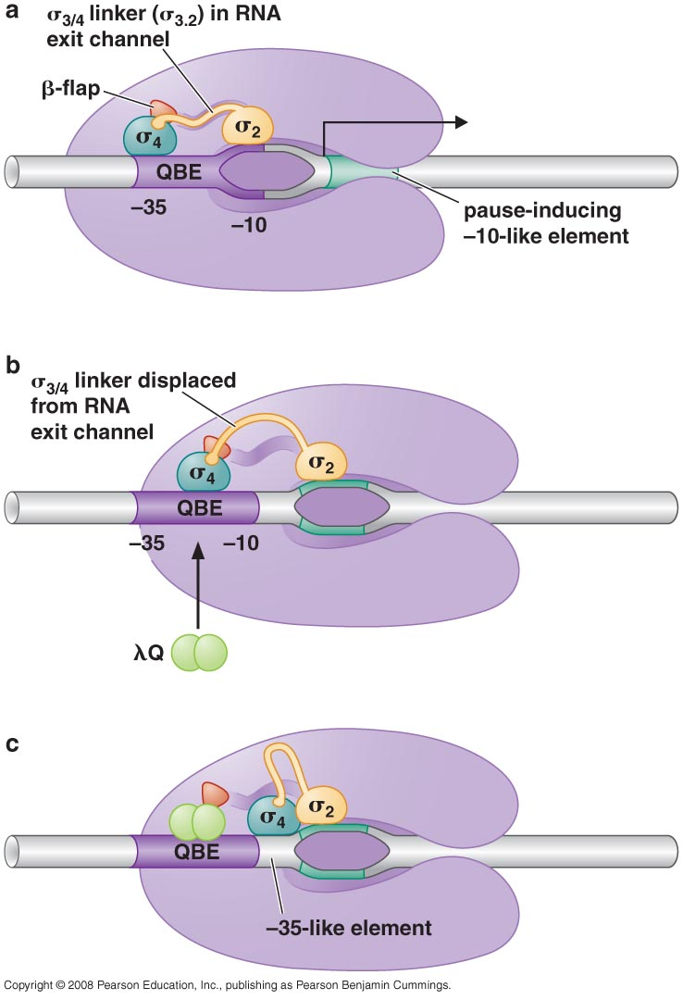 a
σ3/4 linker (σ3.2) in RNA
exit channel
β-flap
σ4
σ2
QBE
–35
–10
pause-inducing
–10-like element
b
σ3/4 linker displaced
from RNA
exit channel
σ4
σ2
QBE
–35
–10
λQ
c
σ4
σ2
QBE
–35-like element
Copyright © 2008 Pearson Education, Inc., publishing as Pearson Benjamin Cummings.